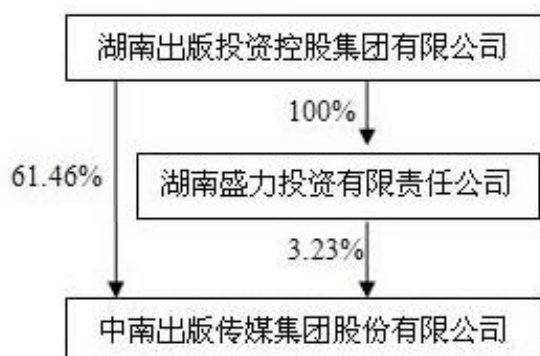 湖南出版投资控股集团有限公司
100%
61.46%
湖南盛力投资有限责任公司
3.23%
中南出版传媒集团股份有限公司